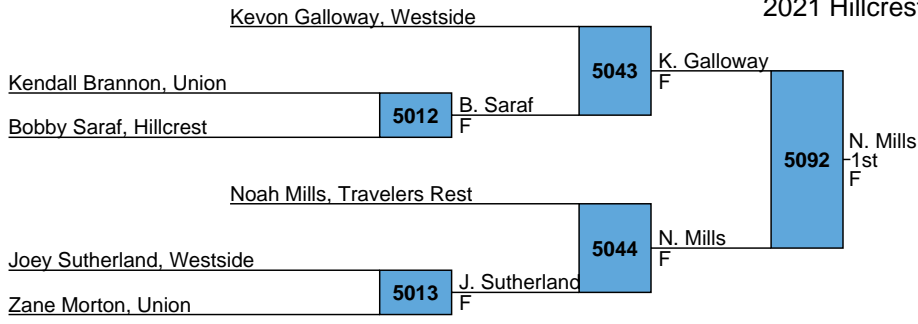 2021 Hillcrest
Kevon Galloway, Westside
5043
K. Galloway
F
Kendall Brannon, Union
5012
B. Saraf
F
Bobby Saraf, Hillcrest
5092
N. Mills
1st
F
Noah Mills, Travelers Rest
5044
N. Mills
F
Joey Sutherland, Westside
5013
J. Sutherland
F
Zane Morton, Union